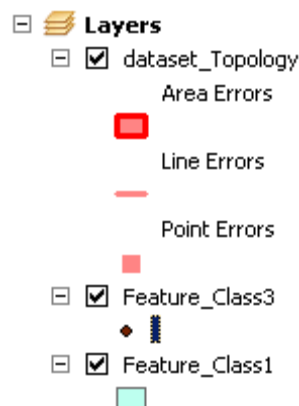 Layers
dataset_Topology
Area Errors
Line Errors
Point Errors
Feature_Class3
Feature_Class1